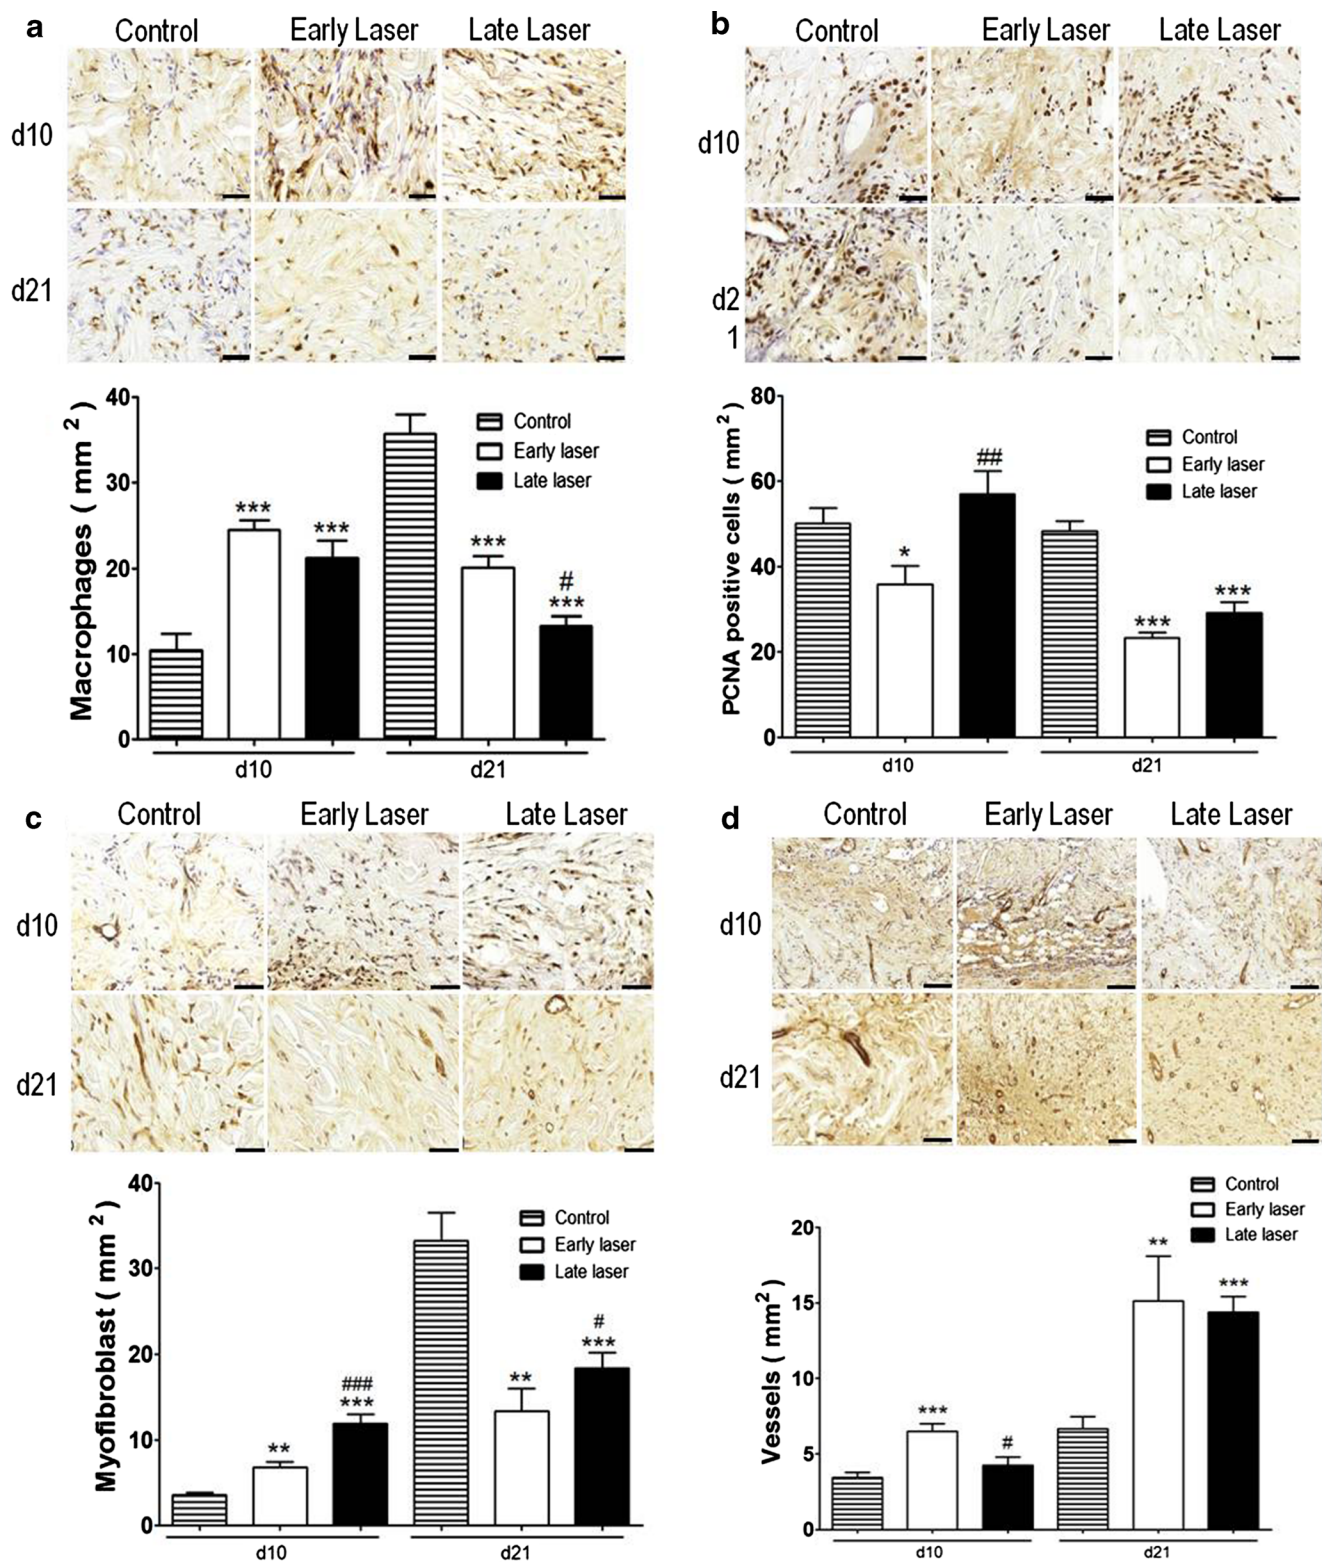 a
Control Early Laser Late Laser
d10
d21
Macrophages ( mm 2 )
40
30
20
10
0
Control
Early laser
Late laser
*** *** *** # ***
d10 d21
b
Control Early Laser Late Laser
d10
d2
1
PCNA positive cells ( mm2 )
80
60
40
20
0
Control
Early laser
Late laser
* ## *** ***
d10 d21
c
Control Early Laser Late Laser
d10
d21
Myofibroblast ( mm 2 )
40
30
20
10
0
Control
Early laser
Late laser
** ### *** ** # ***
d10 d21
d
Control Early Laser Late Laser
d10
d21
Vessels ( mm2 )
20
15
10
5
0
Control
Early laser
Late laser
*** # ** ***
d10 d21